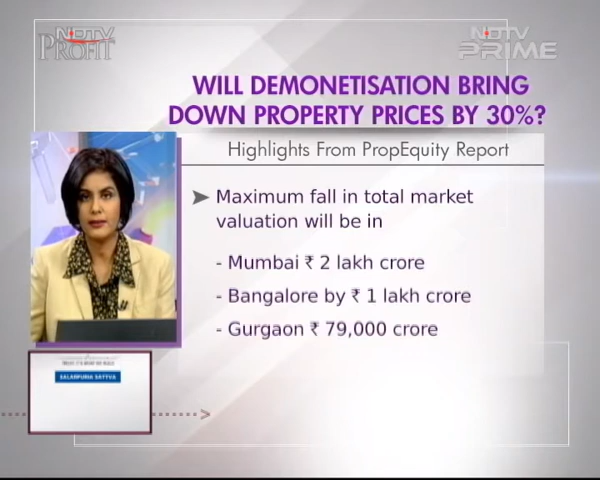 NDTV
PROFIT
NDTV
PRIME
WILL DEMONETISATION BRING
DOWN PROPERTY PRICES BY 30%?
Highlights From PropEquity Report
➤ Maximum fall in total market
valuation will be in
- Mumbai ₹ 2 lakh crore
- Bangalore by ₹ 1 lakh crore
- Gurgaon ₹ 79,000 crore
SALARPURIA SATTVA